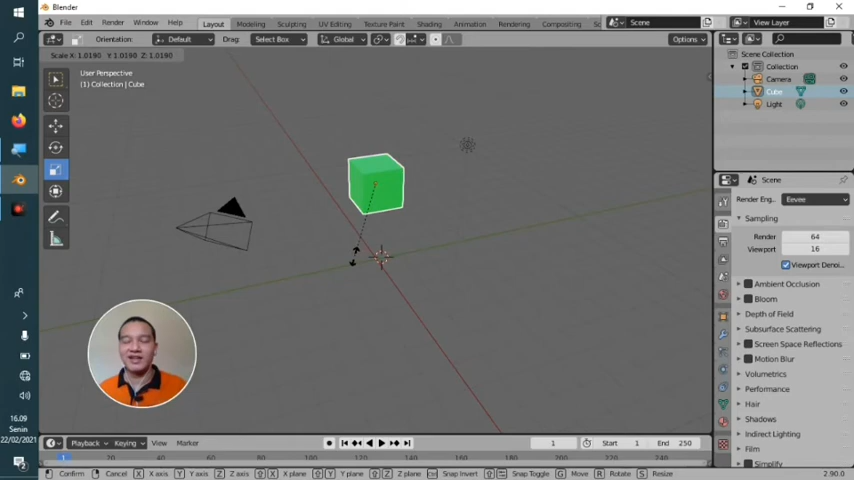 Blender
File Edit Render Window Help
Layout Modeling Sculpting UV Editing Texture Paint Shading Animation Rendering Compositing
Scene
View Layer
Orientation: Default Drag: Select Box Global Options
Scale X: 1.0190 Y: 1.0190 Z: 1.0190
User Perspective
(1) Collection | Cube
Scene Collection
Collection
Camera
Cube
Light
Scene
Render Eng... Eevee
Sampling
Render 64
Viewport 16
Viewport Denoi...
Ambient Occlusion
Bloom
Depth of Field
Subsurface Scattering
Screen Space Reflections
Motion Blur
Volumetrics
Performance
Hair
Shadows
Indirect Lighting
Film
Simplify
16.09
Senin
22/02/2021
2
Playback Keying View Marker
1 Start 1 End 250
1 20 40 60 80 100 120 140 160 180 200 220 240
Confirm Cancel X X axis Y Y axis Z Z axis X X plane Y Y plane Z Z plane Snap Invert Snap Toggle G Move R Rotate S Resize
2.90.0